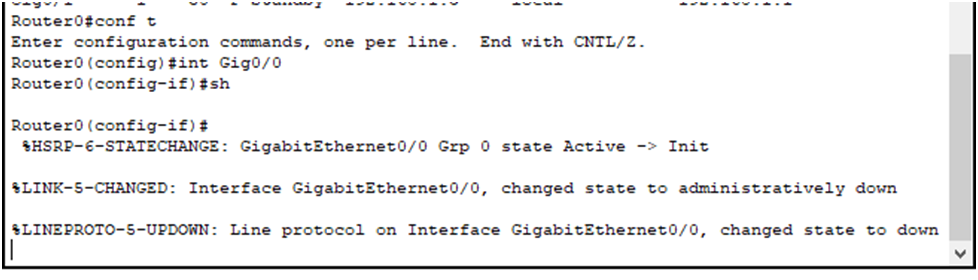 Router0#conf t
Enter configuration commands, one per line.  End with CNTL/Z.
Router0(config)#int Gig0/0
Router0(config-if)#sh
Router0(config-if)#
%HSRP-6-STATECHANGE: GigabitEthernet0/0 Grp 0 state Active -> Init
%LINK-5-CHANGED: Interface GigabitEthernet0/0, changed state to administratively down
%LINEPROTO-5-UPDOWN: Line protocol on Interface GigabitEthernet0/0, changed state to down